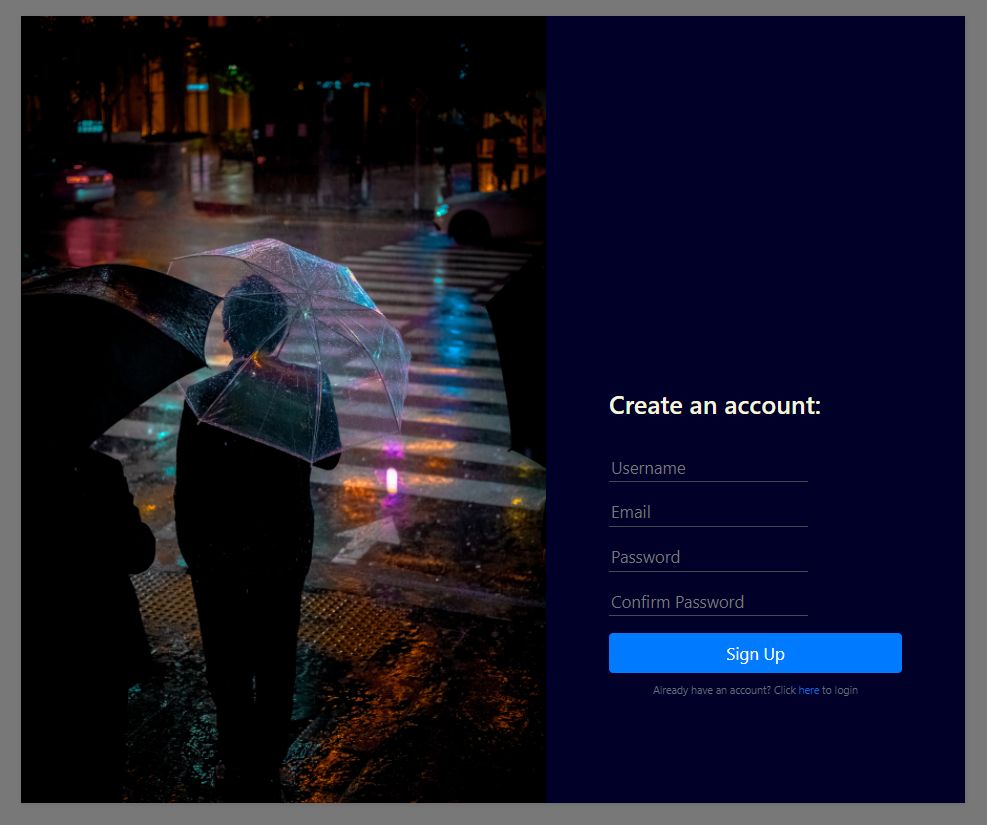 Create an account:
Username
Email
Password
Confirm Password
Sign Up
Already have an account? Click here to login